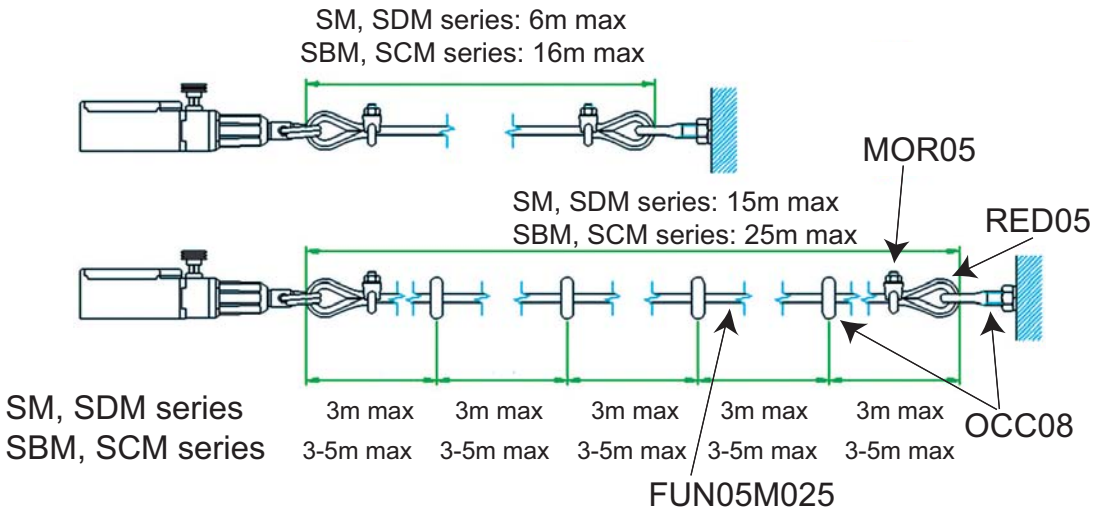 SM, SDM series: 6m max
SBM, SCM series: 16m max
MOR05
SM, SDM series: 15m max
SBM, SCM series: 25m max
RED05
SM, SDM series 3m max 3m max 3m max 3m max 3m max
OCC08
SBM, SCM series 3-5m max 3-5m max 3-5m max 3-5m max 3-5m max
FUN05M025